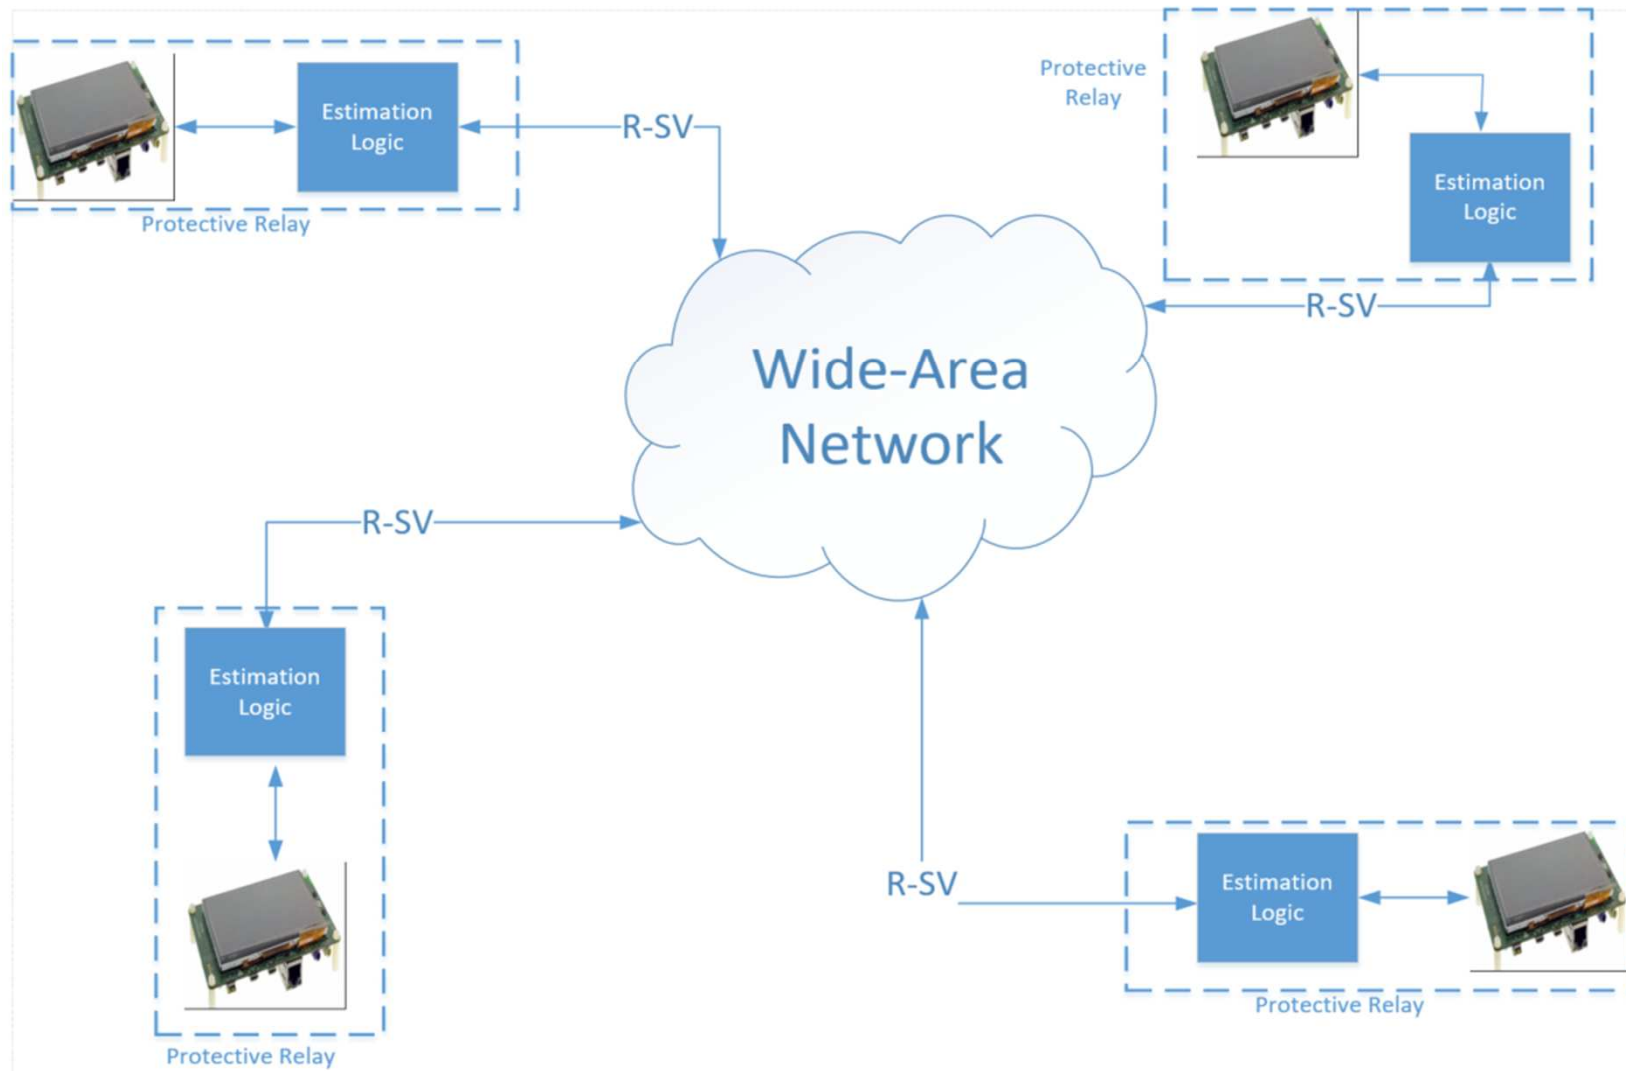 Protective
Relay
Estimation
Logic
R-SV
Estimation
Logic
Protective Relay
R-SV
Wide-Area
Network
R-SV
Estimation
Logic
R-SV
Estimation
Logic
Protective Relay
Protective Relay